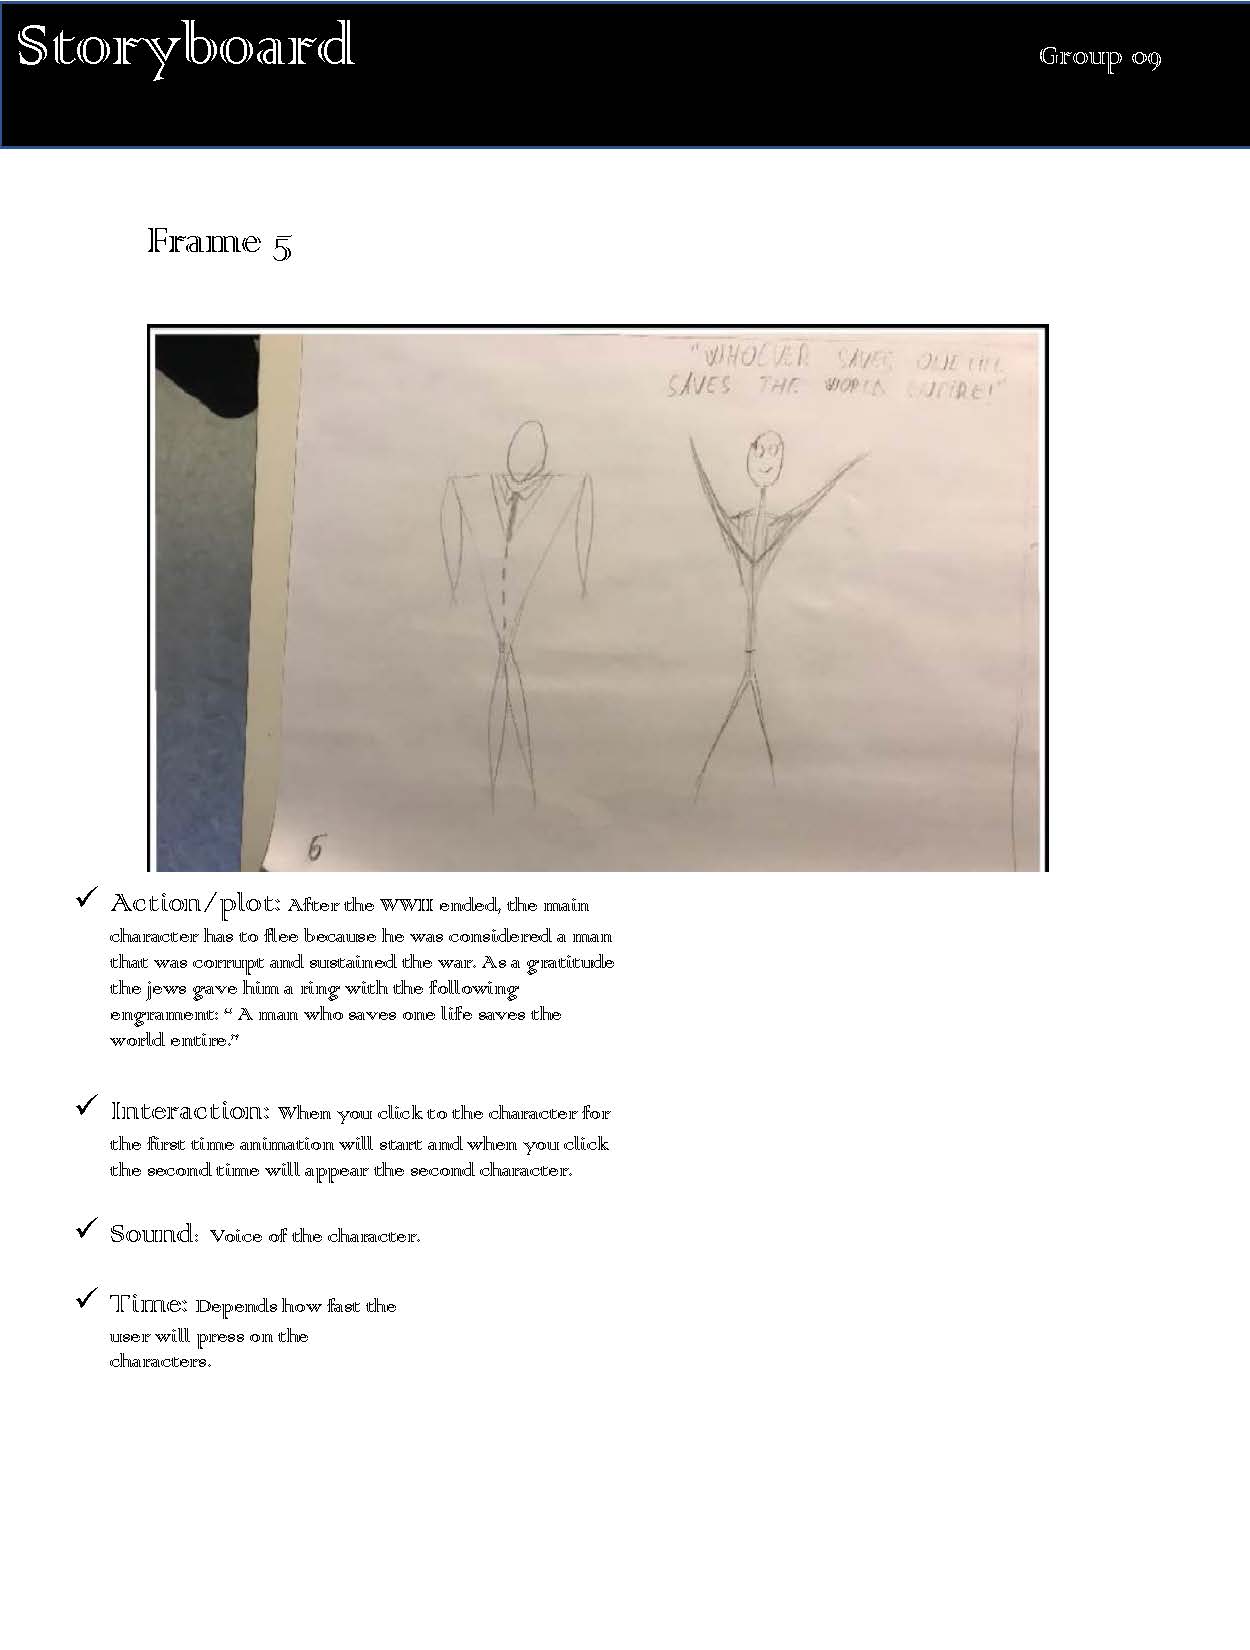 Storyboard
Group 09
Frame 5
"WHOEVER SAVES ONE LIFE
SAVES THE WORLD ENTIRE!"
5
✓ Action/plot: After the WWII ended, the main
character has to flee because he was considered a man
that was corrupt and sustained the war. As a gratitude
the jews gave him a ring with the following
engrament: “ A man who saves one life saves the
world entire.”
✓ Interaction: When you click to the character for
the first time animation will start and when you click
the second time will appear the second character.
✓ Sound: Voice of the character.
✓ Time: Depends how fast the
user will press on the
characters.